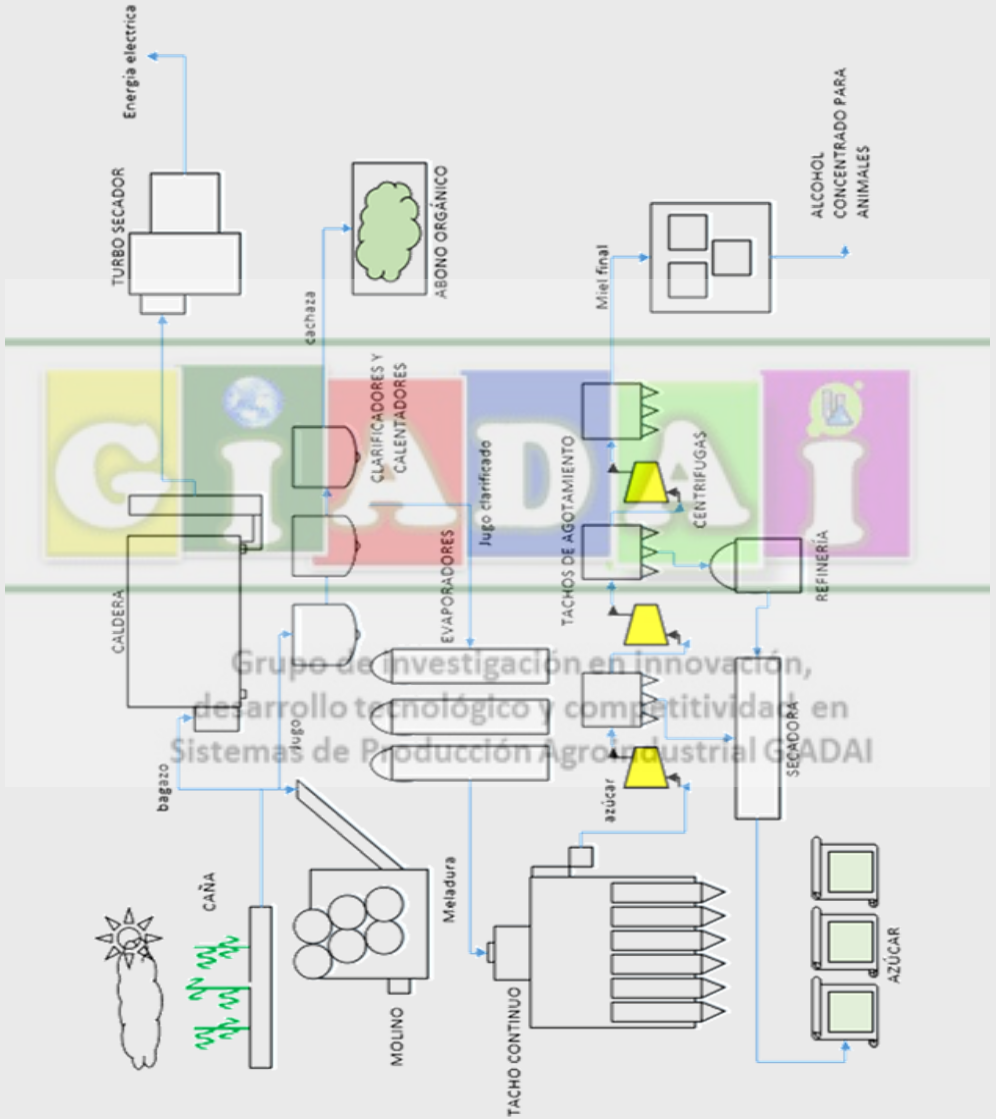 Energia electrica
TURBO SECADOR
CALDERA
bagazo
CAÑA
cachaza
ABONO ORGÁNICO
CLARIFICADORES Y
CALENTADORES
Jugo
MOLINO
Jugo clarificado
EVAPORADORES
Meladura
TACHO CONTINUO
Miel final
TACHOS DE AGOTAMIENTO
azúcar
CENTRIFUGAS
ALCOHOL
CONCENTRADO PARA
ANIMALES
REFINERÍA
SECADORA
AZÚCAR
GIADAI
Grupo de investigación en innovación,
desarrollo tecnológico y competitividad en
Sistemas de Producción Agroindustrial GIADAI